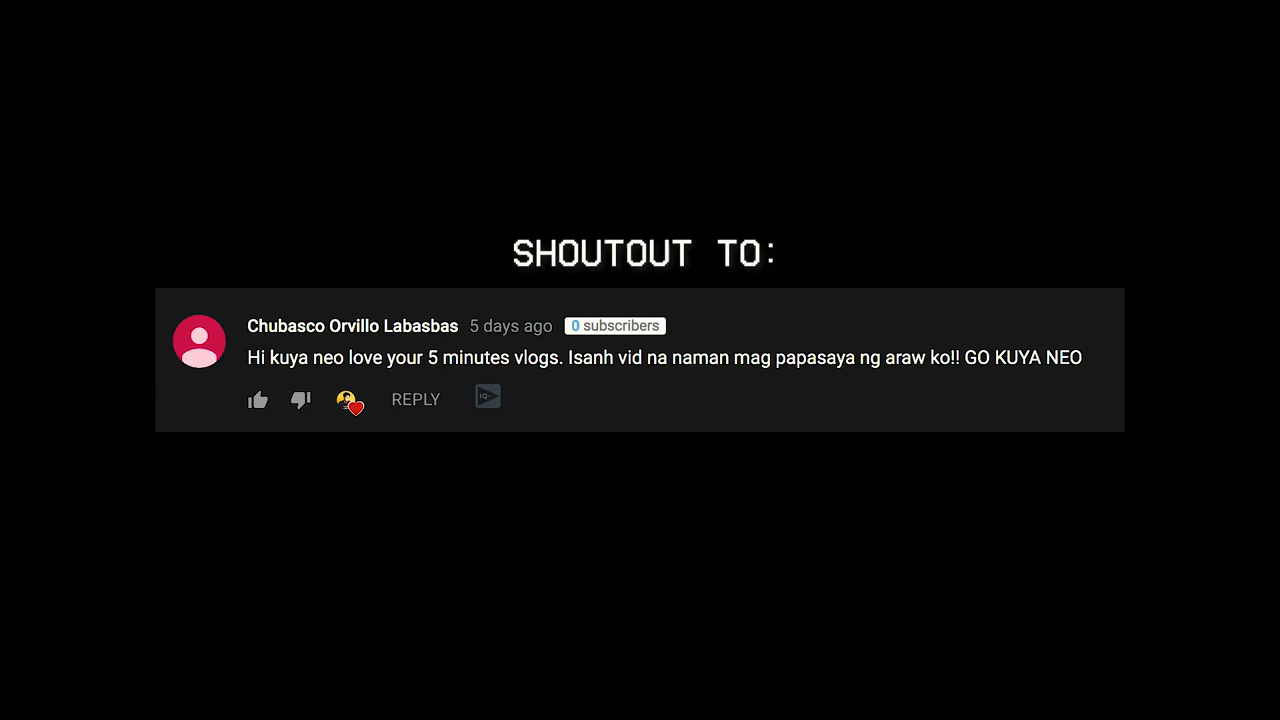 SHOUTOUT TO:
Chubasco Orvillo Labasbas 5 days ago 0 subscribers
Hi kuya neo love your 5 minutes vlogs. Isanh vid na naman mag papasaya ng araw ko!! GO KUYA NEO
REPLY IQ